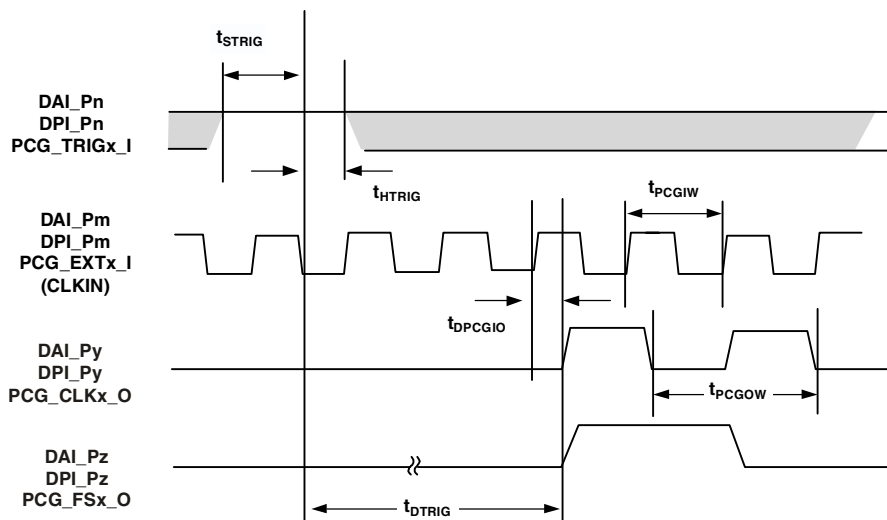 tSTRIG
DAI_Pn
DPI_Pn
PCG_TRIGx_I
tHTRIG
tPCGIW
DAI_Pm
DPI_Pm
PCG_EXTx_I
(CLKIN)
tDPCGIO
DAI_Py
DPI_Py
PCG_CLKx_O
tPCGOW
DAI_Pz
DPI_Pz
PCG_FSx_O
tDTRIG